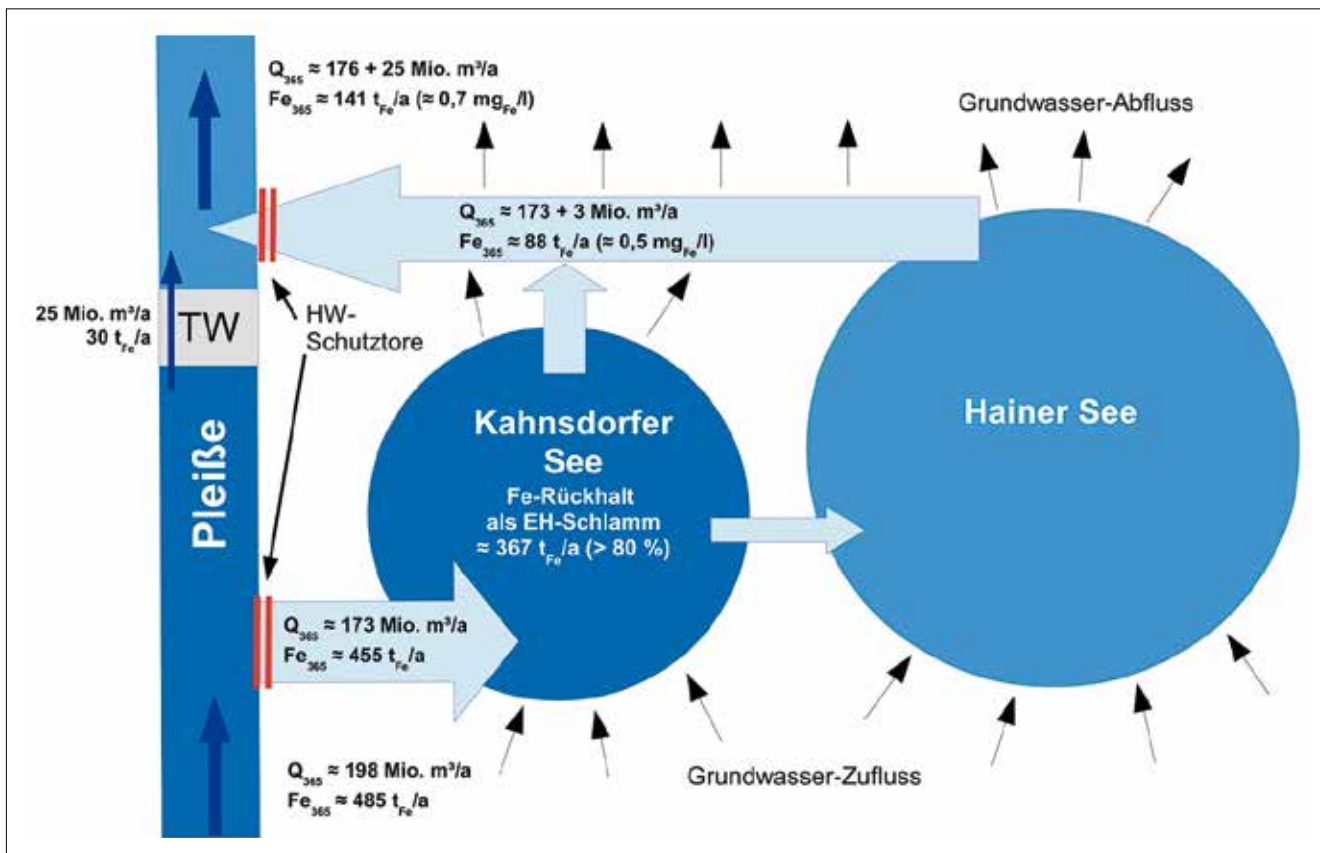 Q365 ≈ 176 + 25 Mio. m³/a
Fe365 ≈ 141 tFe/a (≈ 0,7 mgFe/l)
Grundwasser-Abfluss
Q365 ≈ 173 + 3 Mio. m³/a
Fe365 ≈ 88 tFe/a (≈ 0,5 mgFe/l)
25 Mio. m³/a
30 tFe/a
TW
HW-
Schutztore
Pleiße
Kahnsdorfer
See
Fe-Rückhalt
als EH-Schlamm
≈ 367 tFe/a (> 80 %)
Hainer See
Q365 ≈ 173 Mio. m³/a
Fe365 ≈ 455 tFe/a
Q365 ≈ 198 Mio. m³/a
Fe365 ≈ 485 tFe/a
Grundwasser-Zufluss